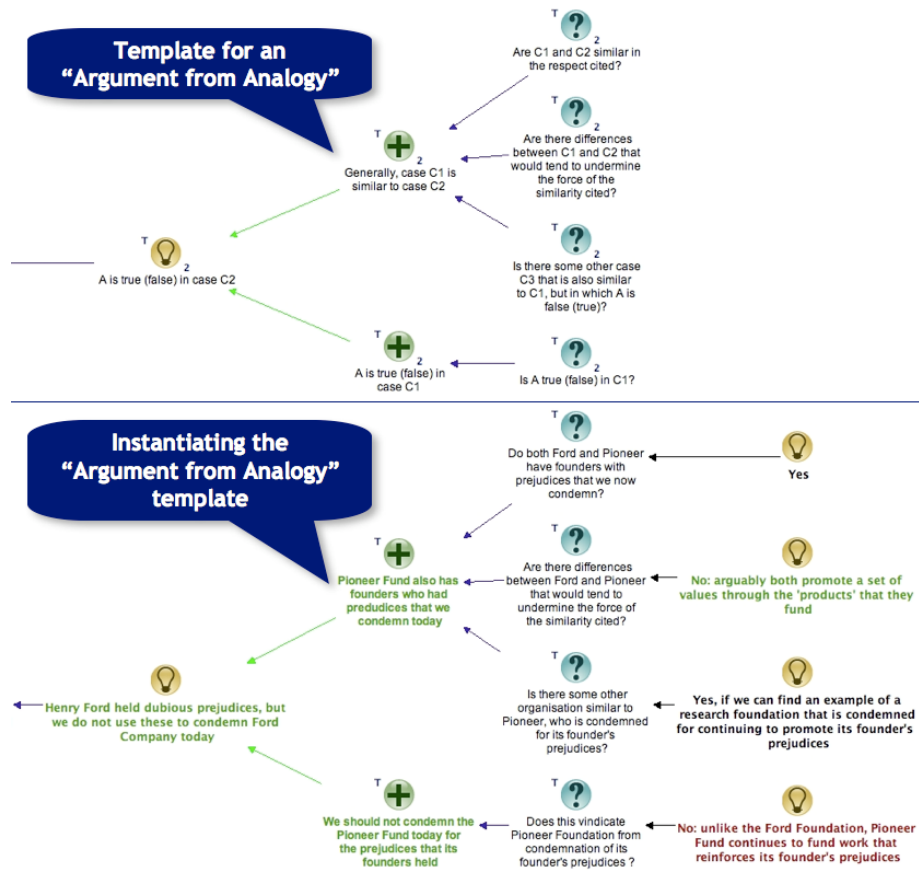 Template for an
"Argument from Analogy"
T
2
Are C1 and C2 similar in
the respect cited?
T
2
Are there differences
between C1 and C2 that
would tend to undermine
the force of the
similarity cited?
T
2
Generally, case C1 is
similar to case C2
T
2
A is true (false) in case C2
T
2
Is there some other case
C3 that is also similar
to C1, but in which A is
false (true)?
T
2
A is true (false) in
case C1
T
2
Is A true (false) in C1?
Instantiating the
"Argument from Analogy"
template
T
Do both Ford and Pioneer
have founders with
prejudices that we now
condemn?
Yes
T
Pioneer Fund also has
founders who had
predudices that we
condemn today
T
Are there differences
between Ford and Pioneer
that would tend to
undermine the force of
the similarity cited?
No: arguably both promote a set of
values through the 'products' that they
fund
Henry Ford held dubious prejudices, but
we do not use these to condemn Ford
Company today
T
Is there some other
organisation similar to
Pioneer, who is condemned
for its founder's
prejudices?
Yes, if we can find an example of a
research foundation that is condemned
for continuing to promote its founder's
prejudices
T
We should not condemn the
Pioneer Fund today for
the prejudices that its
founders held
T
Does this vindicate
Pioneer Foundation from
condemnation of its
founder's prejudices ?
No: unlike the Ford Foundation, Pioneer
Fund continues to fund work that
reinforces its founder's prejudices